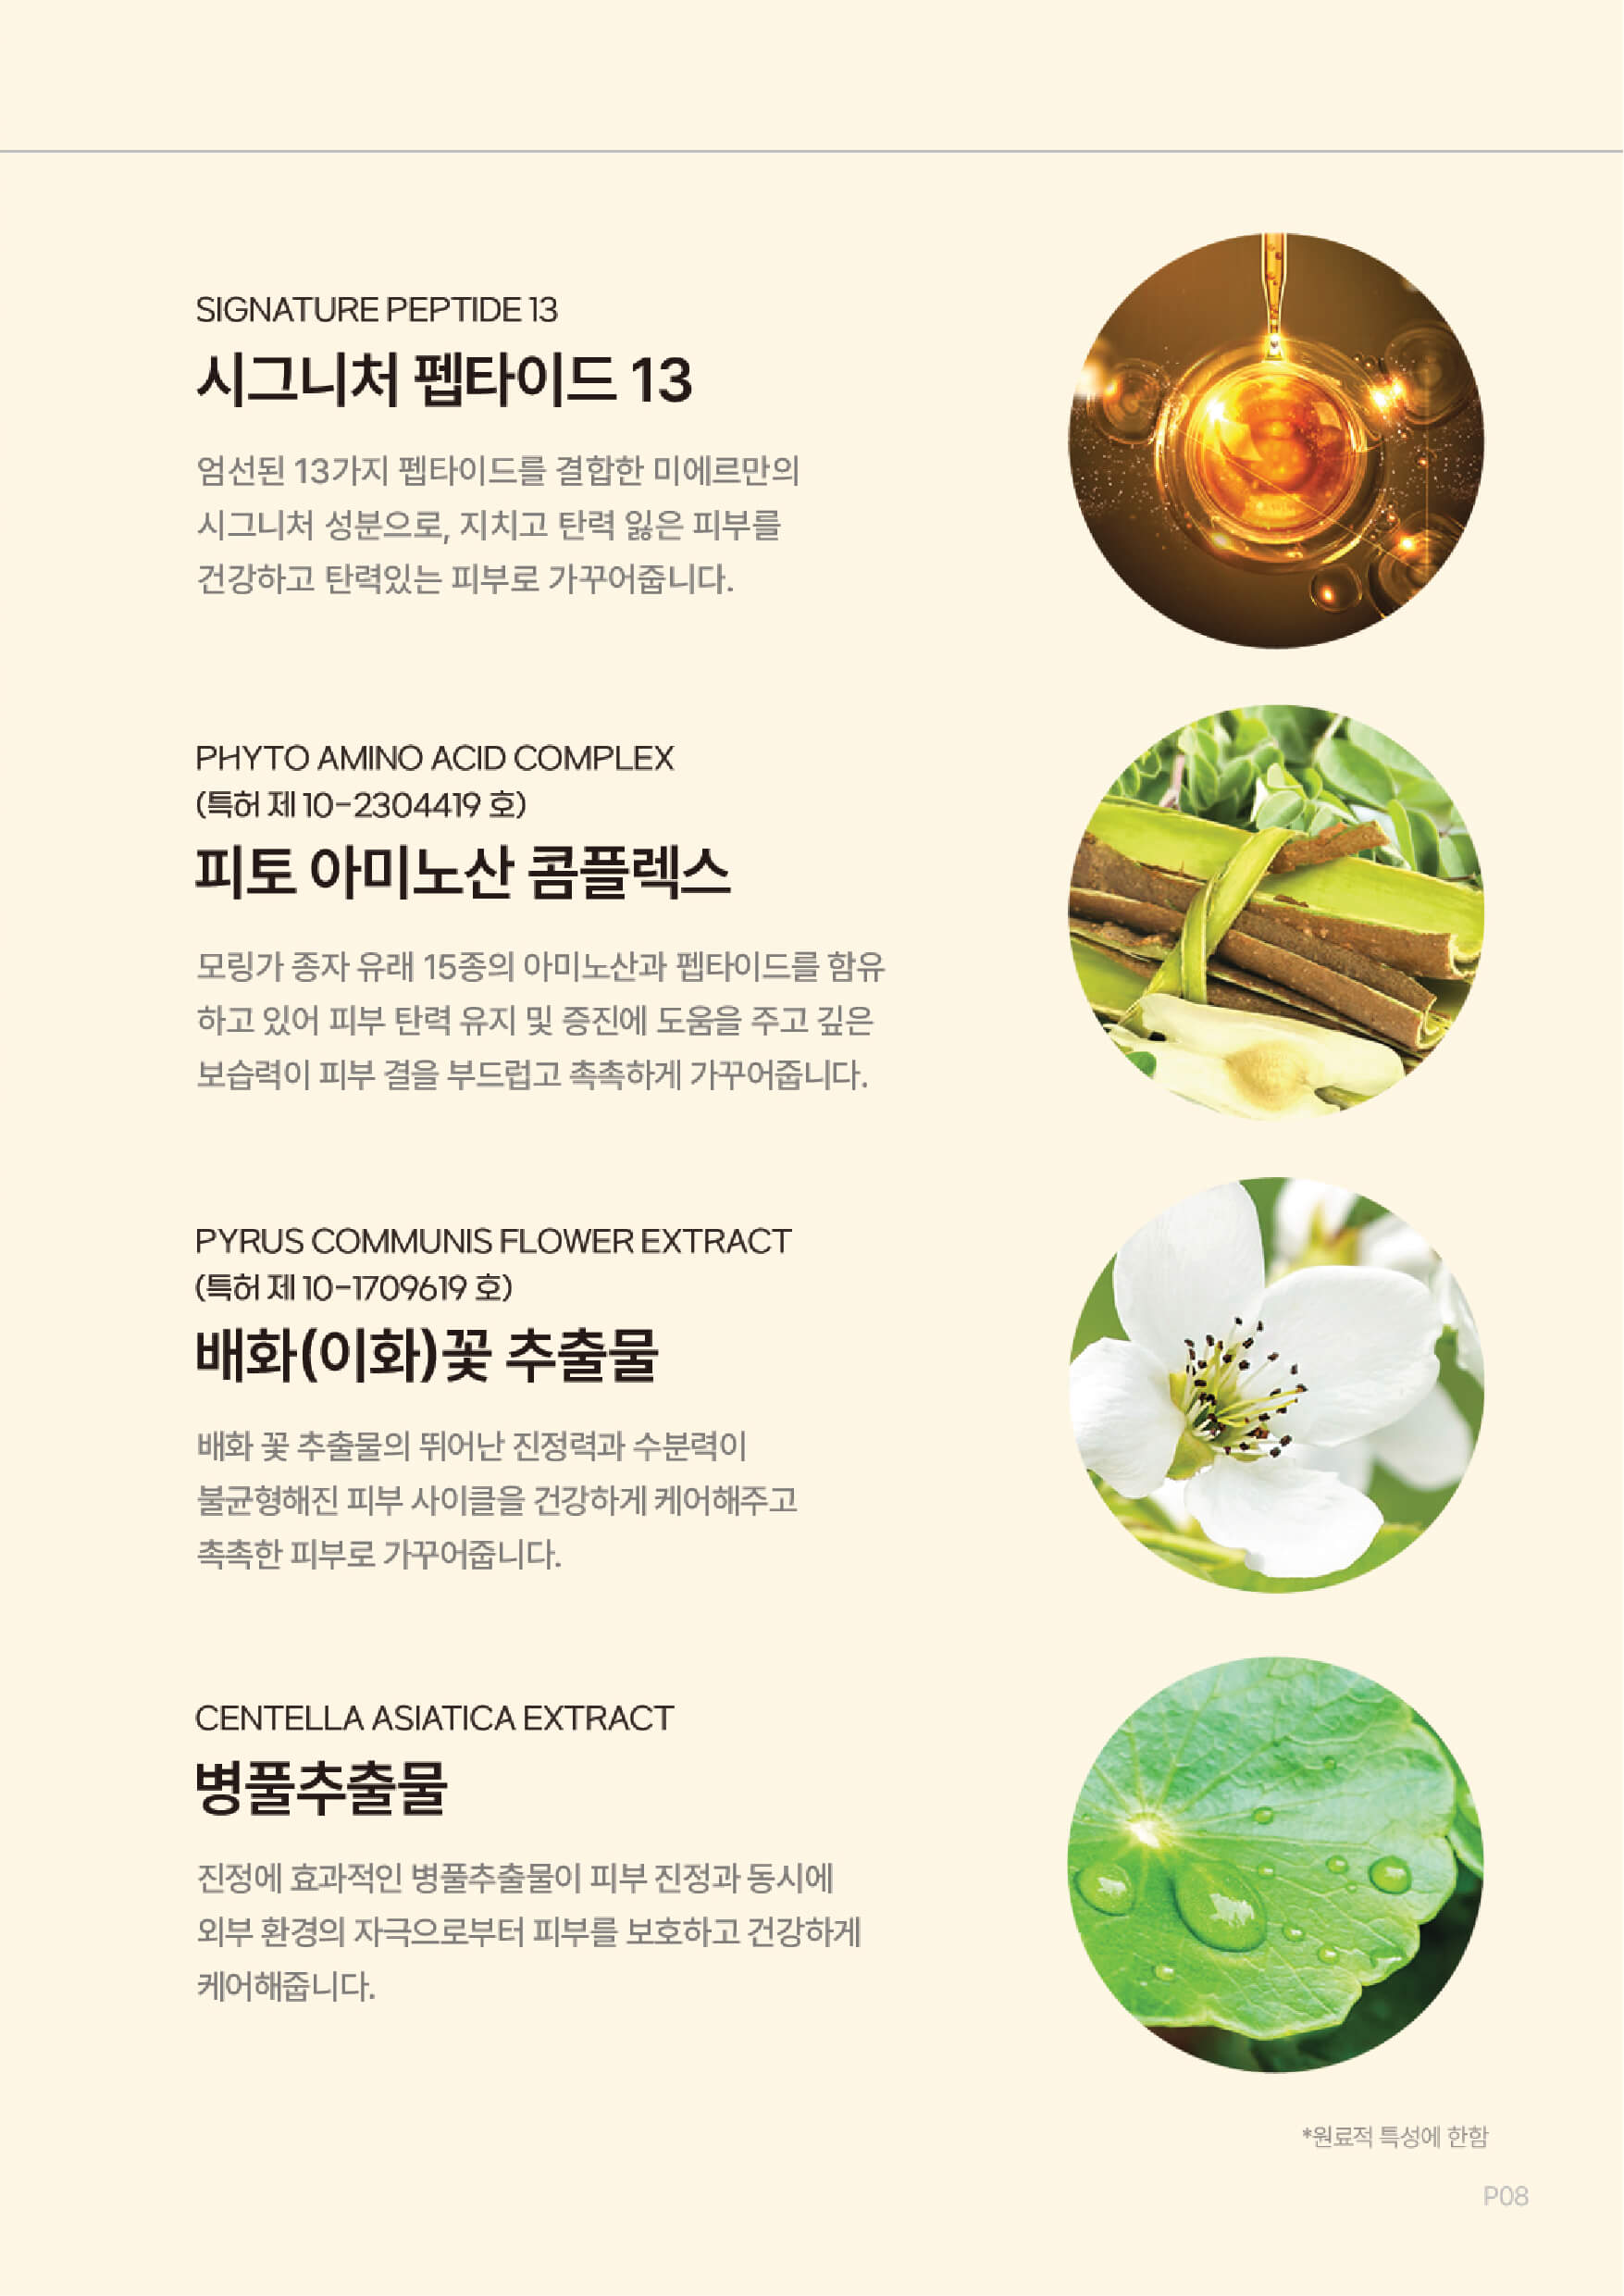 SIGNATURE PEPTIDE 13
시그니처 펩타이드 13
엄선된 13가지 펩타이드를 결합한 미에르만의
시그니처 성분으로, 지치고 탄력 잃은 피부를
건강하고 탄력있는 피부로 가꾸어줍니다.
PHYTO AMINO ACID COMPLEX
(특허 제 10-2304419 호)
피토 아미노산 콤플렉스
모링가 종자 유래 15종의 아미노산과 펩타이드를 함유
하고 있어 피부 탄력 유지 및 증진에 도움을 주고 깊은
보습력이 피부 결을 부드럽고 촉촉하게 가꾸어줍니다.
PYRUS COMMUNIS FLOWER EXTRACT
(특허 제 10-1709619 호)
배화(이화)꽃 추출물
배화 꽃 추출물의 뛰어난 진정력과 수분력이
불균형해진 피부 사이클을 건강하게 케어해주고
촉촉한 피부로 가꾸어줍니다.
CENTELLA ASIATICA EXTRACT
병풀추출물
진정에 효과적인 병풀추출물이 피부 진정과 동시에
외부 환경의 자극으로부터 피부를 보호하고 건강하게
케어해줍니다.
*원료적 특성에 한함
P08